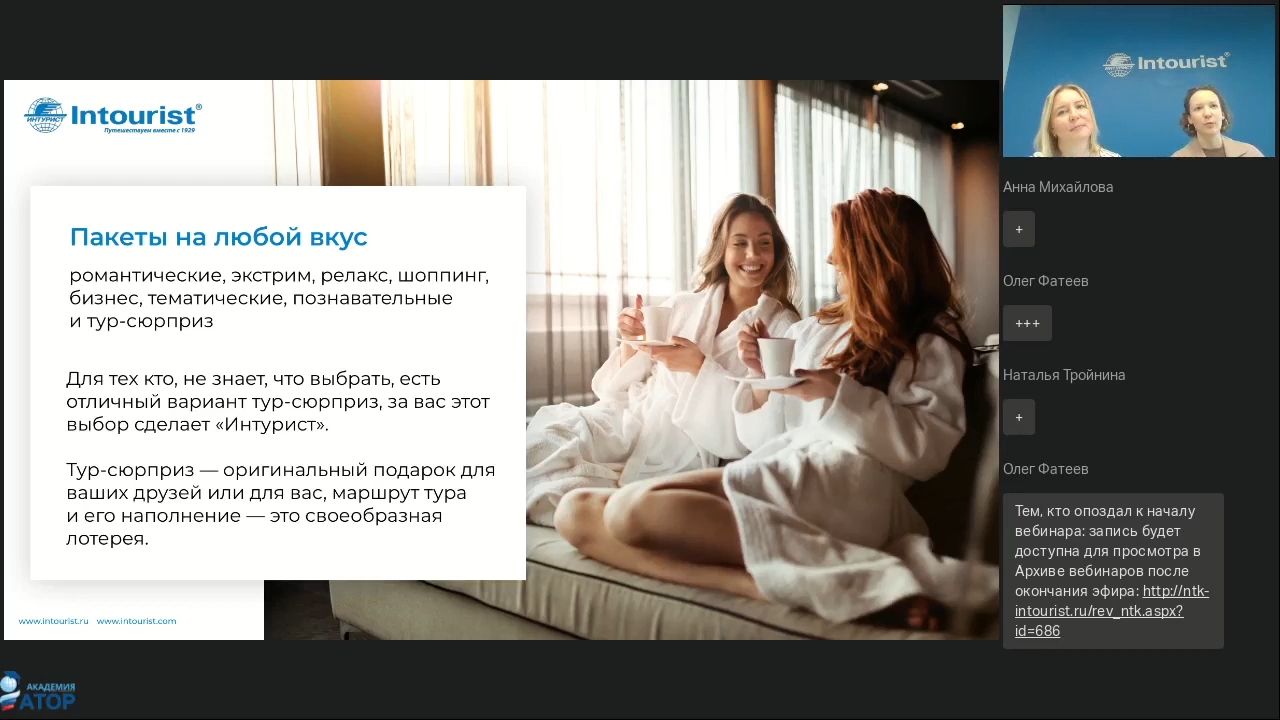 ИНТУРИСТ
Intourist®
Путешествуем вместе с 1929
Пакеты на любой вкус
романтические, экстрим, релакс, шоппинг,
бизнес, тематические, познавательные
и тур-сюрприз
Для тех кто, не знает, что выбрать, есть
отличный вариант тур-сюрприз, за вас этот
выбор сделает «Интурист».
Тур-сюрприз — оригинальный подарок для
ваших друзей или для вас, маршрут тура
и его наполнение — это своеобразная
лотерея.
www.intourist.ru www.intourist.com
АКАДЕМИЯ
АТОР
ИНТУРИСТ
Intourist®
Анна Михайлова
+
Олег Фатеев
+++
Наталья Тройнина
+
Олег Фатеев
Тем, кто опоздал к началу
вебинара: запись будет
доступна для просмотра в
Архиве вебинаров после
окончания эфира: http://ntk-
intourist.ru/rev_ntk.aspx?
id=686